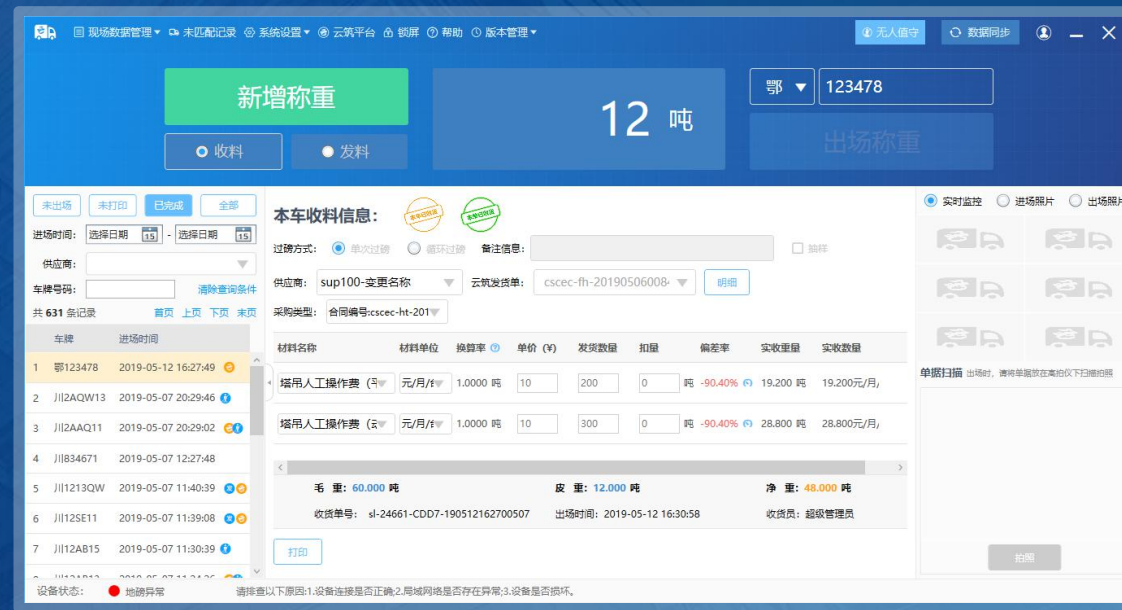 现场数据管理 未匹配记录 系统设置 云筑平台 锁屏 帮助 版本管理 无人值守 数据同步
新增称重
收料 发料
12 吨
鄂 123478
出场称重
未出场 未打印 已完成 全部
进场时间: 选择日期 15 - 选择日期 15
供应商:
车牌号码: 清除查询条件
共 631 条记录 首页 上页 下页 末页
车牌 进场时间
1 鄂123478 2019-05-12 16:27:49
2 川2AQW13 2019-05-07 20:29:46
3 川2AAQ11 2019-05-07 20:29:02
4 川834671 2019-05-07 12:27:48
5 川1213QW 2019-05-07 11:40:39
6 川12SE11 2019-05-07 11:39:08
7 川12AB15 2019-05-07 11:30:39
本车收料信息:
过磅方式: 单次过磅 循环过磅 备注信息: 抽样
供应商: sup100-变更名称 云筑发货单: cscec-fh-20190506008 明细
采购类型: 合同编号:cscec-ht-201
材料名称 材料单位 换算率 单价 (¥) 发货数量 扣量 偏差率 实收重量 实收数量
塔吊人工操作费 元/月/ 1.0000 吨 10 200 0 吨 -90.40% 19.200 吨 19.200元/月/
塔吊人工操作费 元/月/ 1.0000 吨 10 300 0 吨 -90.40% 28.800 吨 28.800元/月/
毛 重: 60.000 吨 皮 重: 12.000 吨 净 重: 48.000 吨
收货单号: sl-24661-CDD7-190512162700507 出场时间: 2019-05-12 16:30:58 收货员: 超级管理员
打印
实时监控 进场照片 出场照片
单据扫描 出场时，请将单据放在高拍仪下扫描拍照
拍照
设备状态: 地磅异常 请排查以下原因:1.设备连接是否正确;2.局域网络是否存在异常;3.设备是否损坏。